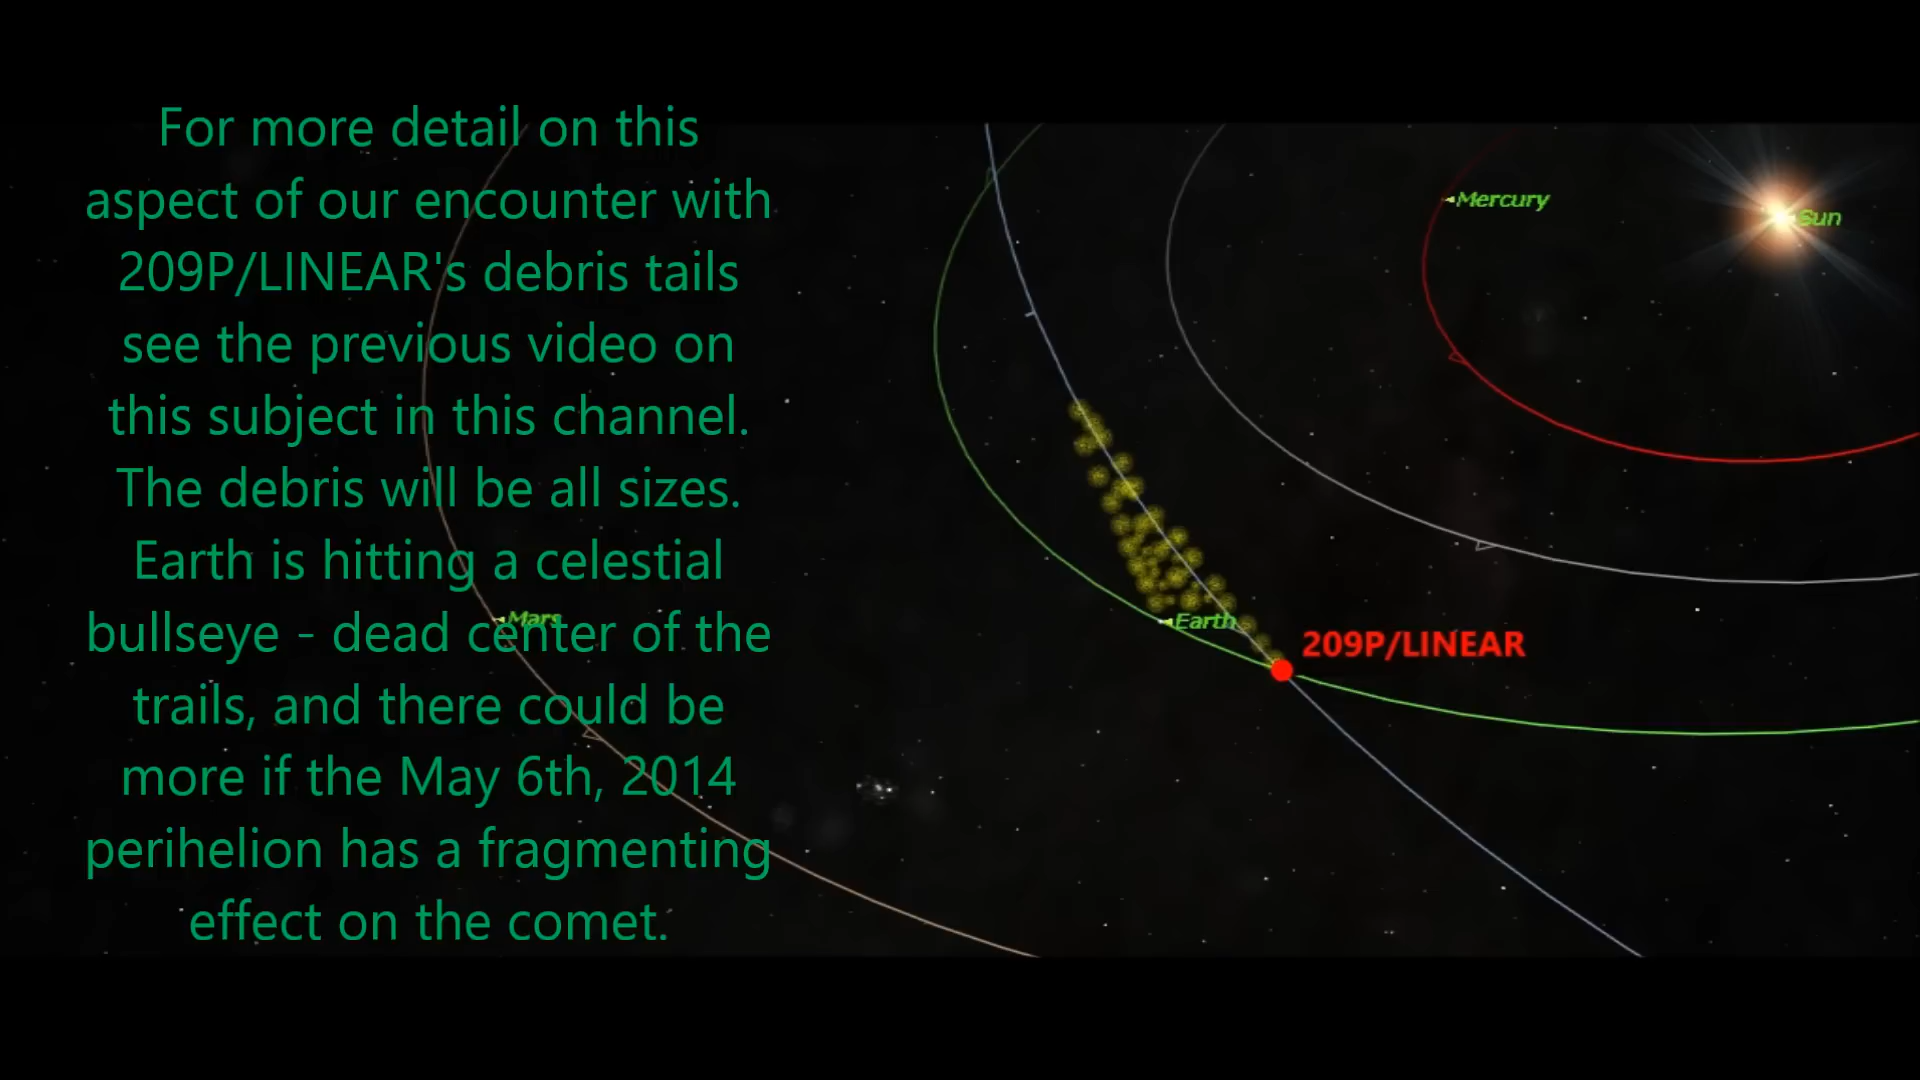 For more detail on this
aspect of our encounter with
209P/LINEAR's debris tails
see the previous video on
this subject in this channel.
The debris will be all sizes.
Earth is hitting a celestial
bullseye - dead center of the
trails, and there could be
more if the May 6th, 2014
perihelion has a fragmenting
effect on the comet.
Mercury
Sun
Mars
Earth
209P/LINEAR